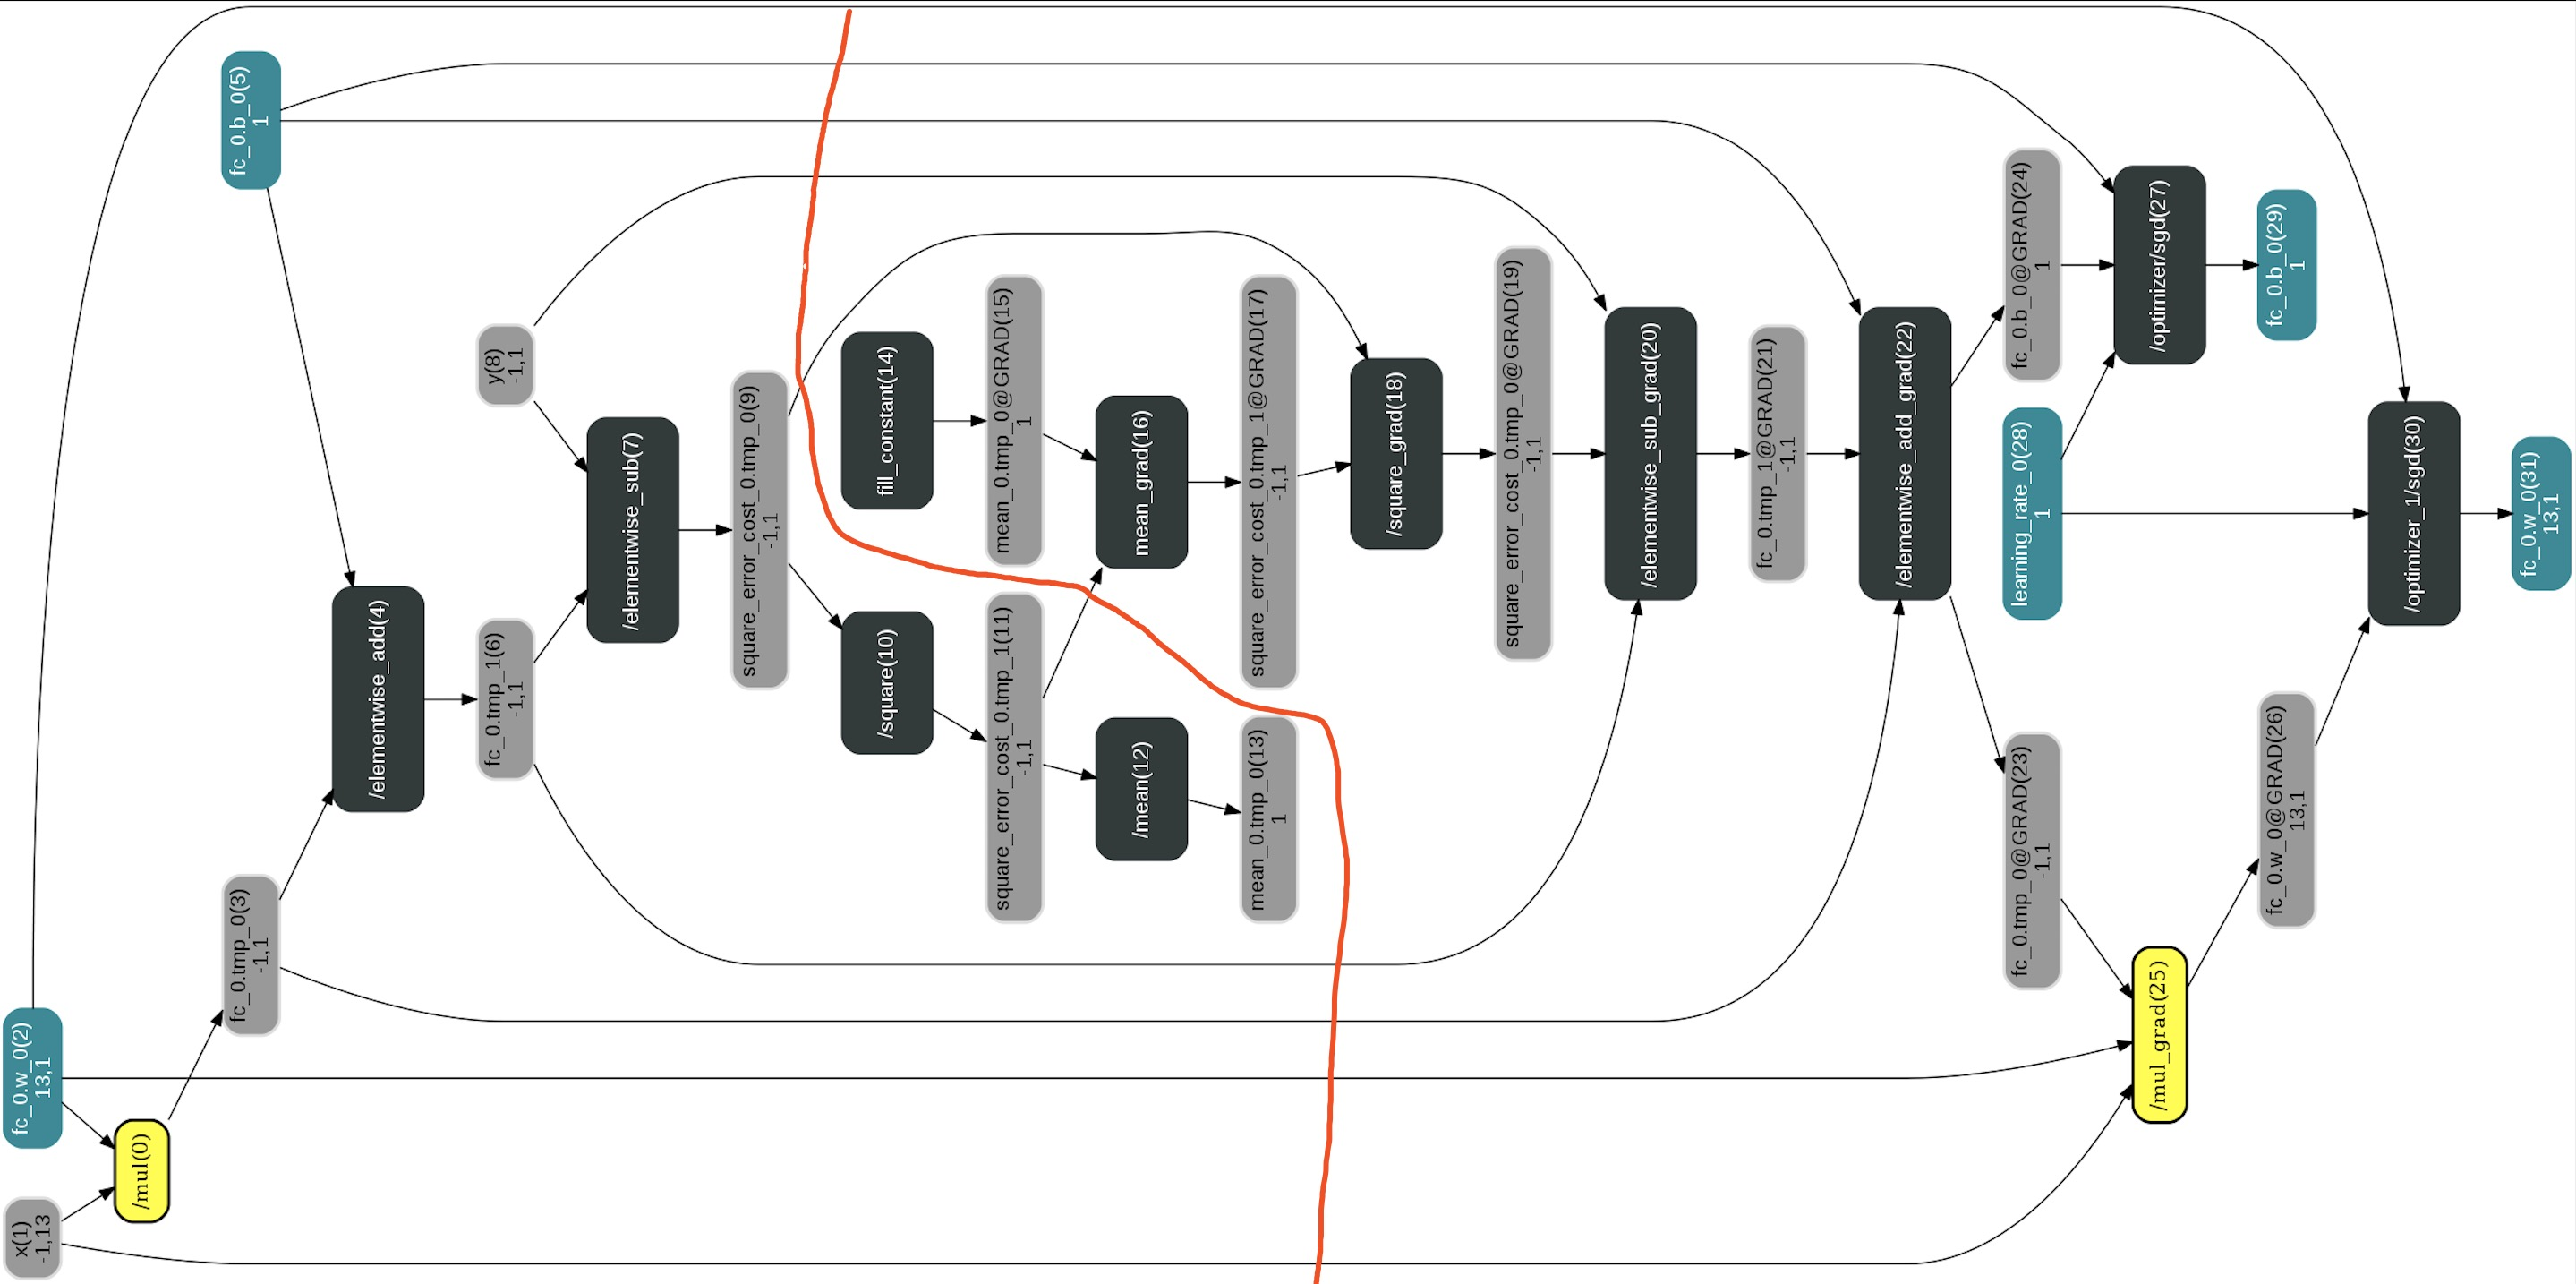 x(1)
-1,13
fc_0.w_0(2)
13,1
/mul(0)
fc_0.tmp_0(3)
-1,1
fc_0.b_0(5)
1
/elementwise_add(4)
fc_0.tmp_1(6)
-1,1
y(8)
-1,1
/elementwise_sub(7)
square_error_cost_0.tmp_0(9)
-1,1
/square(10)
fill_constant(14)
square_error_cost_0.tmp_1(11)
-1,1
mean_0.tmp_0@GRAD(15)
1
/mean(12)
mean_grad(16)
mean_0.tmp_0(13)
1
square_error_cost_0.tmp_1@GRAD(17)
-1,1
/square_grad(18)
square_error_cost_0.tmp_0@GRAD(19)
-1,1
/elementwise_sub_grad(20)
fc_0.tmp_1@GRAD(21)
-1,1
/elementwise_add_grad(22)
fc_0.tmp_0@GRAD(23)
-1,1
learning_rate_0(28)
1
fc_0.b_0@GRAD(24)
1
/mul_grad(25)
/optimizer/sgd(27)
fc_0.w_0@GRAD(26)
13,1
fc_0.b_0(29)
1
/optimizer_1/sgd(30)
fc_0.w_0(31)
13,1